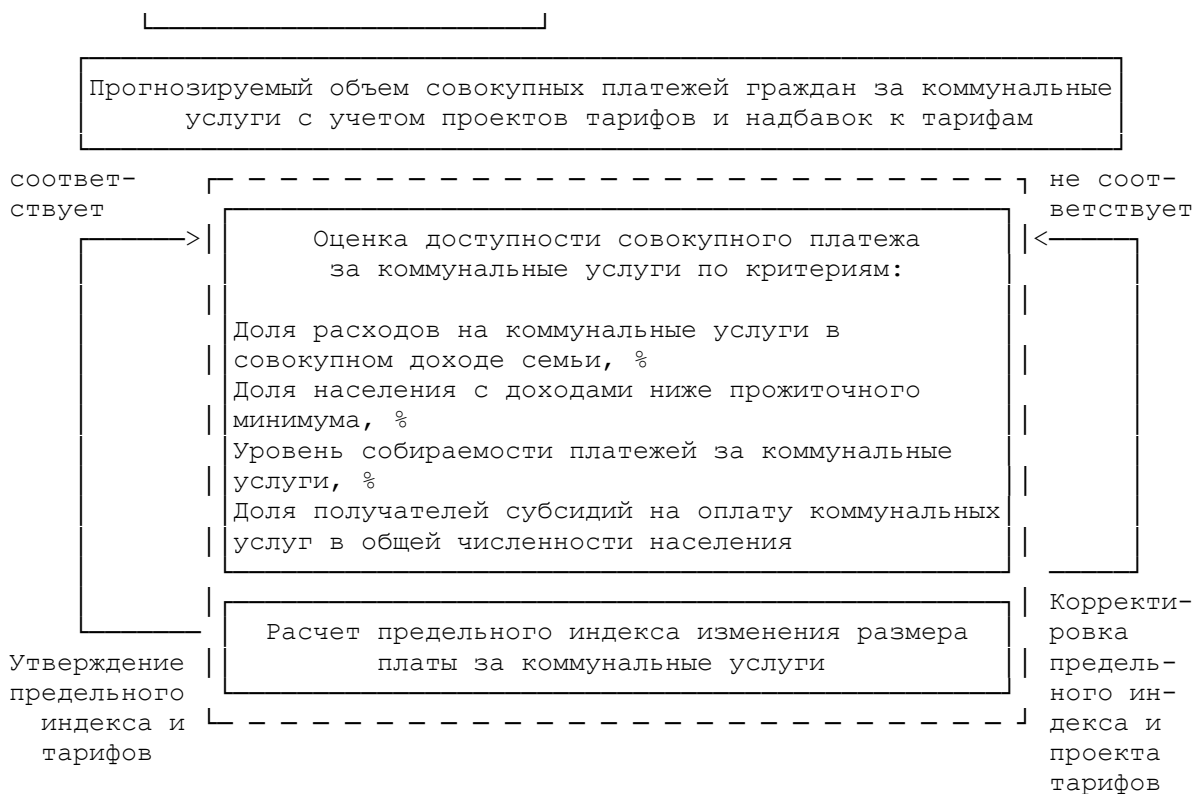 Прогнозируемый объем совокупных платежей граждан за коммунальные
услуги с учетом проектов тарифов и надбавок к тарифам
соответ-
ствует
не соот-
ветствует
Оценка доступности совокупного платежа
за коммунальные услуги по критериям:
Доля расходов на коммунальные услуги в
совокупном доходе семьи, %
Доля населения с доходами ниже прожиточного
минимума, %
Уровень собираемости платежей за коммунальные
услуги, %
Доля получателей субсидий на оплату коммунальных
услуг в общей численности населения
Расчет предельного индекса изменения размера
платы за коммунальные услуги
Утверждение
предельного
индекса и
тарифов
Корректи-
ровка
предель-
ного ин-
декса и
проекта
тарифов